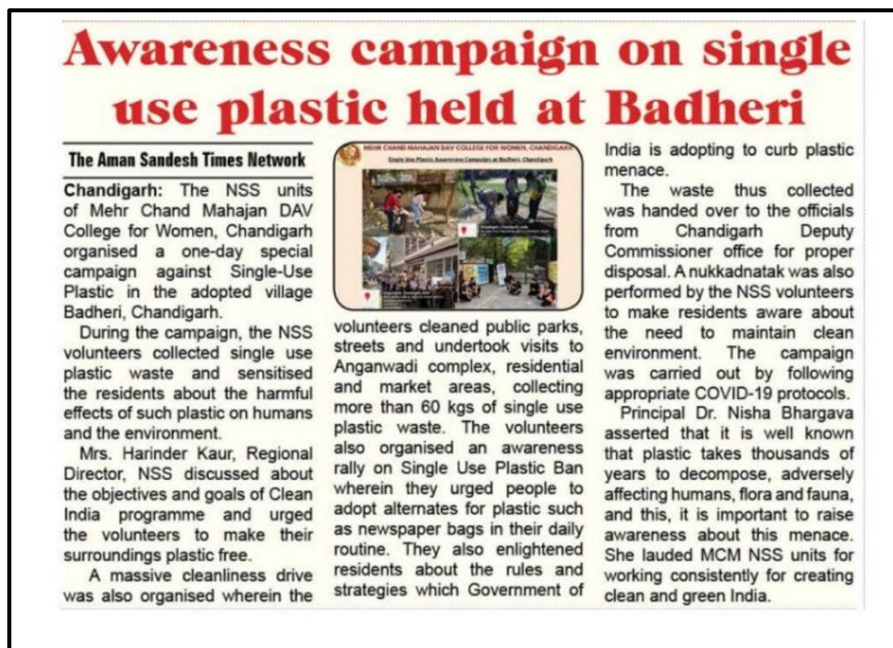 Awareness campaign on single
use plastic held at Badheri
The Aman Sandesh Times Network
Chandigarh: The NSS units
of Mehr Chand Mahajan DAV
College for Women, Chandigarh
organised a one-day special
campaign against Single-Use
Plastic in the adopted village
Badheri, Chandigarh.
During the campaign, the NSS
volunteers collected single use
plastic waste and sensitised
the residents about the harmful
effects of such plastic on humans
and the environment.
Mrs. Harinder Kaur, Regional
Director, NSS discussed about
the objectives and goals of Clean
India programme and urged
the volunteers to make their
surroundings plastic free.
A massive cleanliness drive
was also organised wherein the
MEHR CHAND MAHAJAN DAV COLLEGE FOR WOMEN, CHANDIGARH
Single Use Plastic Awareness Campaign at Badheri, Chandigarh
volunteers cleaned public parks,
streets and undertook visits to
Anganwadi complex, residential
and market areas, collecting
more than 60 kgs of single use
plastic waste. The volunteers
also organised an awareness
rally on Single Use Plastic Ban
wherein they urged people to
adopt alternates for plastic such
as newspaper bags in their daily
routine. They also enlightened
residents about the rules and
strategies which Government of
India is adopting to curb plastic
menace.
The waste thus collected
was handed over to the officials
from Chandigarh Deputy
Commissioner office for proper
disposal. A nukkadnatak was also
performed by the NSS volunteers
to make residents aware about
the need to maintain clean
environment. The campaign
was carried out by following
appropriate COVID-19 protocols.
Principal Dr. Nisha Bhargava
asserted that it is well known
that plastic takes thousands of
years to decompose, adversely
affecting humans, flora and fauna,
and this, it is important to raise
awareness about this menace.
She lauded MCM NSS units for
working consistently for creating
clean and green India.